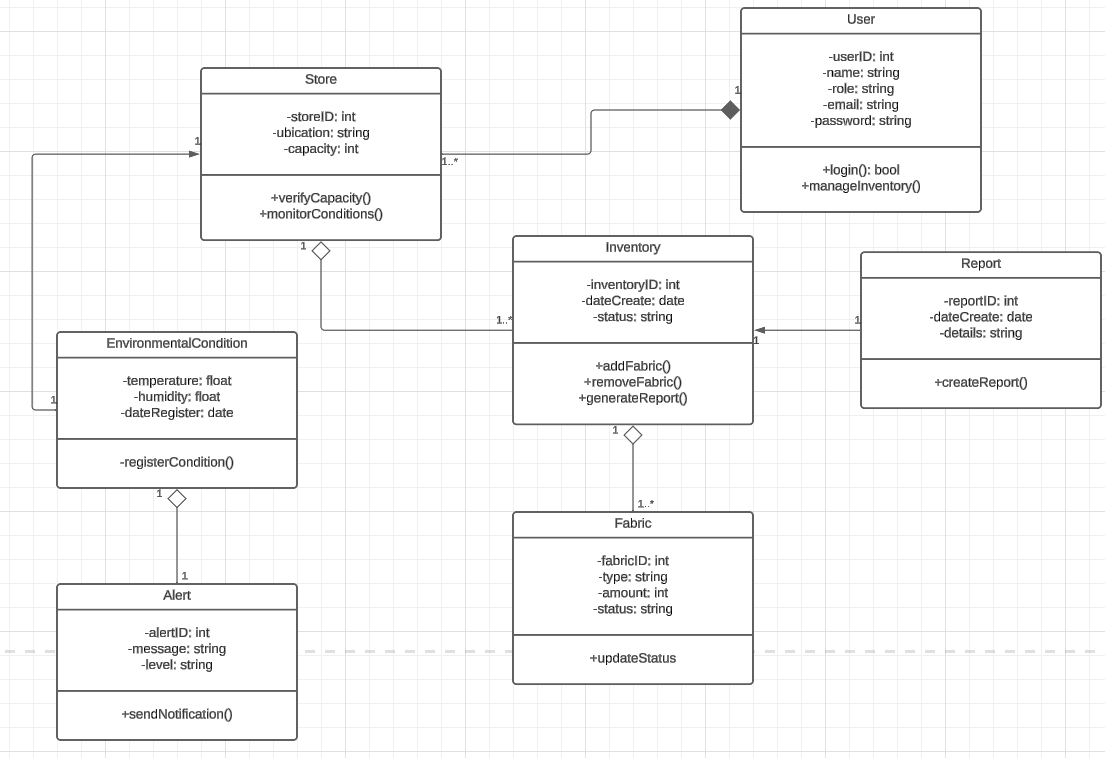 User
-userID: int
-name: string
-role: string
-email: string
-password: string
+login(): bool
+manageInventory()
1
Store
-storeID: int
-ubication: string
-capacity: int
+verifyCapacity()
+monitorConditions()
1
1..*
1
Inventory
-inventoryID: int
-dateCreate: date
-status: string
+addFabric()
+removeFabric()
+generateReport()
1..*
1
1
Report
-reportID: int
-dateCreate: date
-details: string
+createReport()
1
EnvironmentalCondition
-temperature: float
-humidity: float
-dateRegister: date
-registerCondition()
1
1
1
Alert
-alertID: int
-message: string
-level: string
+sendNotification()
1..*
Fabric
-fabricID: int
-type: string
-amount: int
-status: string
+updateStatus